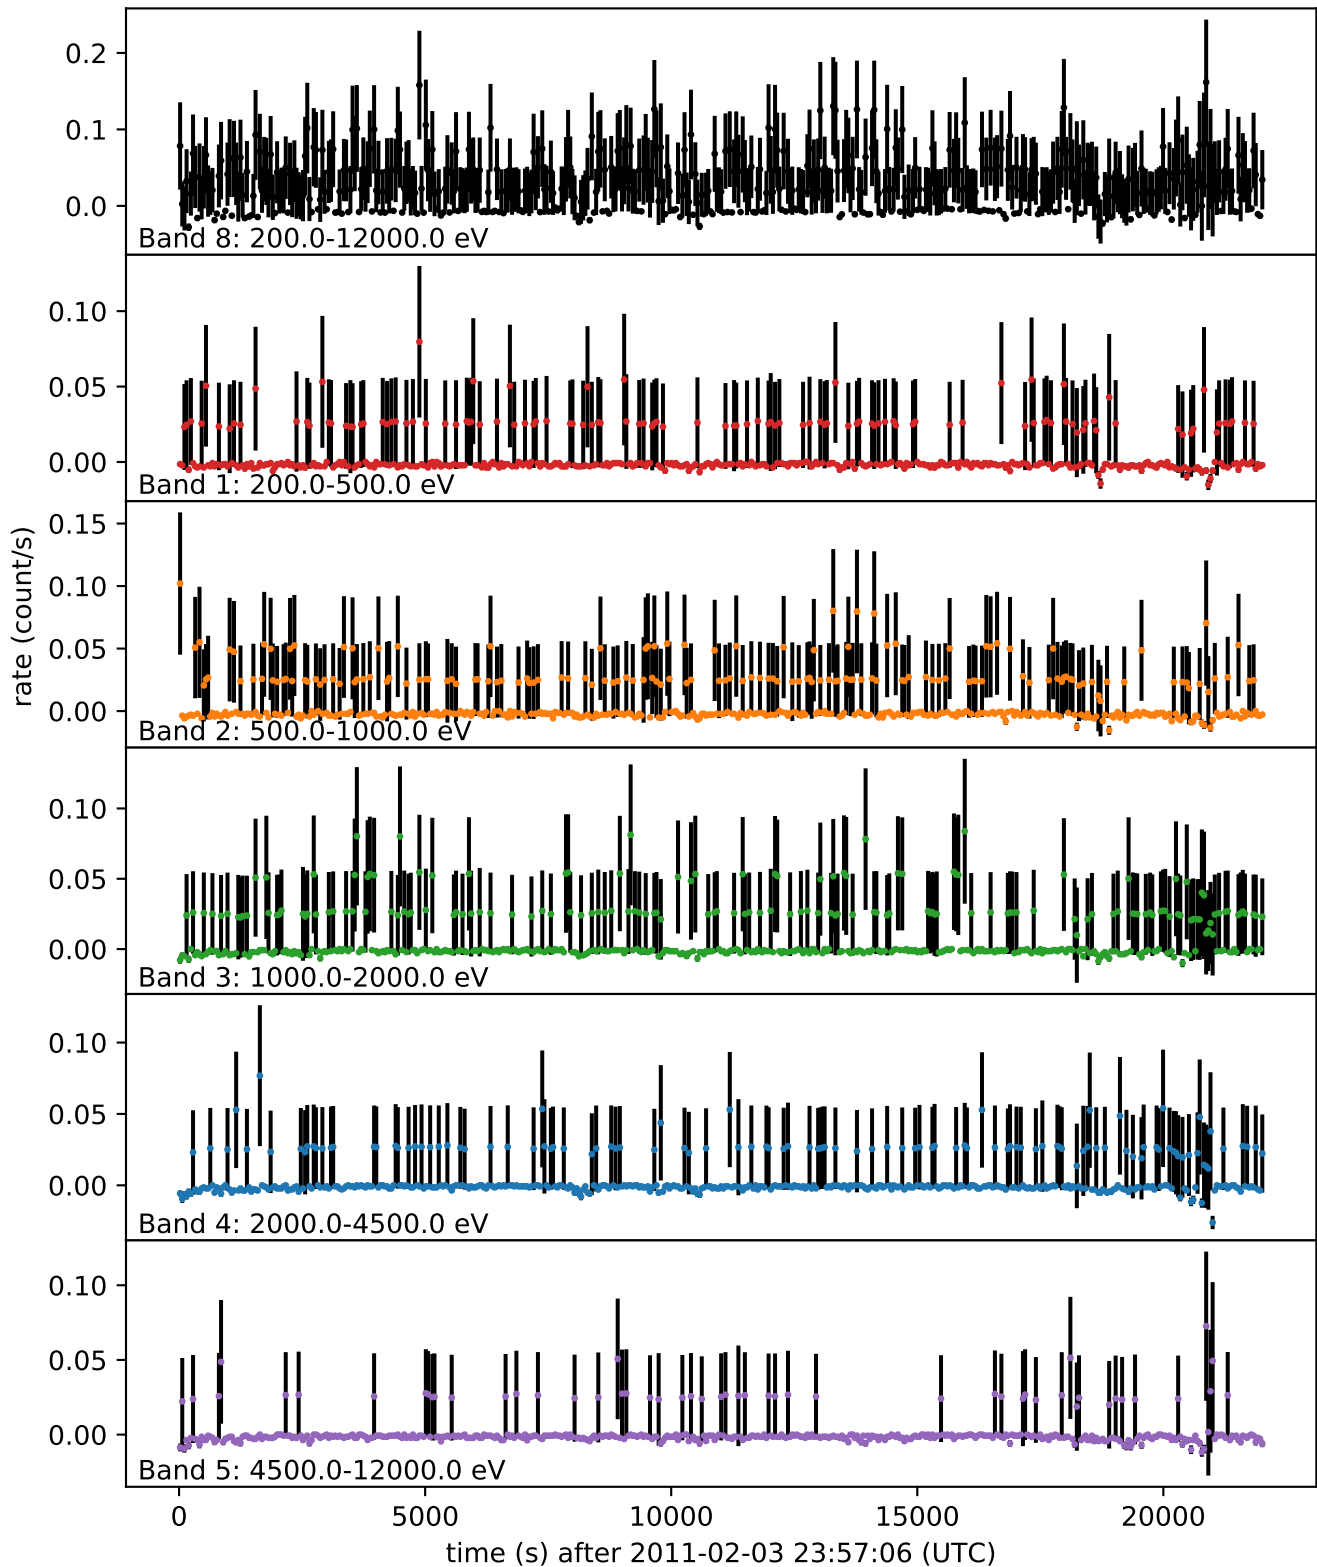 0.2
0.1
0.0
Band 8: 200.0-12000.0 eV
0.10
0.05
0.00
Band 1: 200.0-500.0 eV
0.15
0.10
0.05
0.00
Band 2: 500.0-1000.0 eV
rate (count/s)
0.10
0.05
0.00
Band 3: 1000.0-2000.0 eV
0.10
0.05
0.00
Band 4: 2000.0-4500.0 eV
0.10
0.05
0.00
Band 5: 4500.0-12000.0 eV
0 5000 10000 15000 20000
time (s) after 2011-02-03 23:57:06 (UTC)